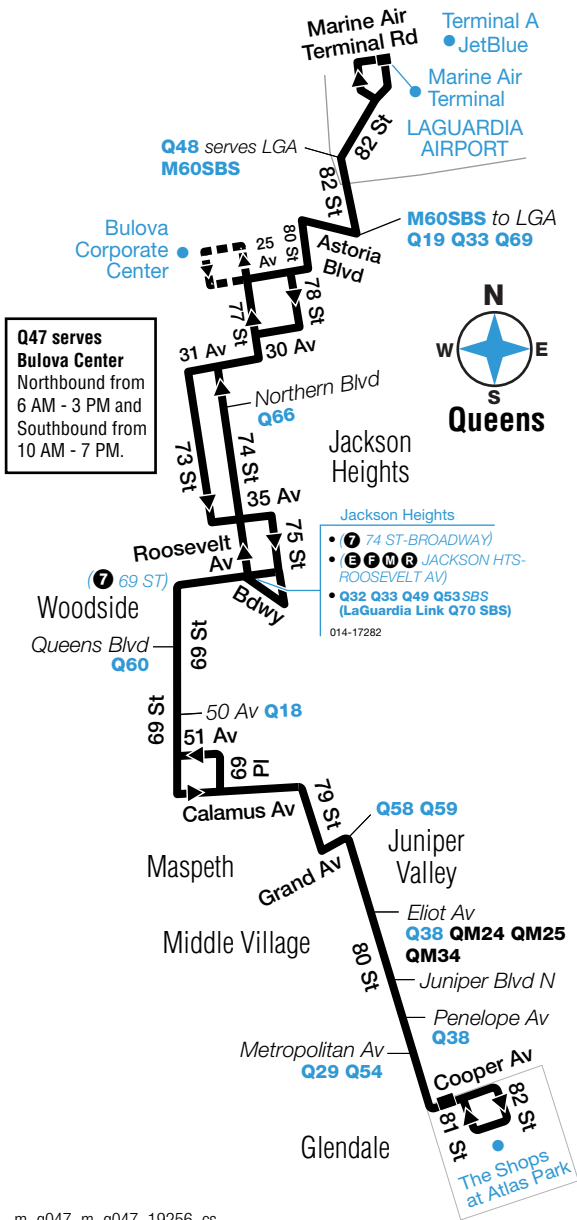 Marine Air
Terminal Rd
Terminal A
JetBlue
Marine Air
Terminal
LAGUARDIA
AIRPORT
82 St
Q48 serves LGA
M60SBS
82 St
M60SBS to LGA
Q19 Q33 Q69
Bulova
Corporate
Center
25
Av
80 St
Astoria
Blvd
78 St
77 St
30 Av
31 Av
Q47 serves
Bulova Center
Northbound from
6 AM - 3 PM and
Southbound from
10 AM - 7 PM.
N
W
E
S
Queens
Northern Blvd
Q66
73 St
74 St
Jackson
Heights
35 Av
75 St
Roosevelt
Av
Bdwy
Jackson Heights
• (7 74 ST-BROADWAY)
• (E F M R JACKSON HTS-
ROOSEVELT AV)
• Q32 Q33 Q49 Q53SBS
(LaGuardia Link Q70 SBS)
014-17282
(7 69 ST)
Woodside
Queens Blvd
Q60
69 St
69 St
50 Av Q18
51 Av
69 Pl
Calamus Av
79 St
Q58 Q59
Grand Av
Juniper
Valley
Maspeth
Middle Village
Eliot Av
Q38 QM24 QM25
QM34
80 St
Juniper Blvd N
Penelope Av
Q38
Metropolitan Av
Q29 Q54
Cooper Av
81 St
82 St
Glendale
The Shops
at Atlas Park
m_q047_m_q047_19256_cs